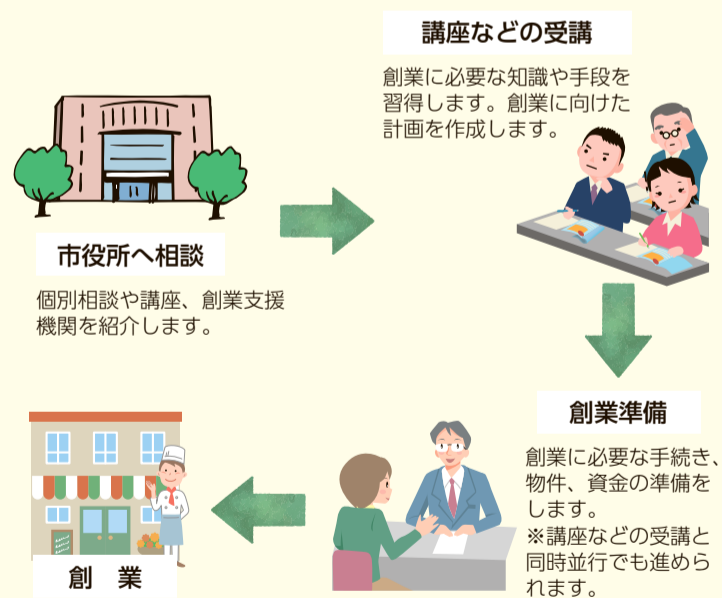 市役所へ相談
個別相談や講座、創業支援
機関を紹介します。
講座などの受講
創業に必要な知識や手段を
習得します。創業に向けた
計画を作成します。
創業準備
創業に必要な手続き、
物件、資金の準備を
します。
※講座などの受講と
同時並行でも進めら
れます。
創　業